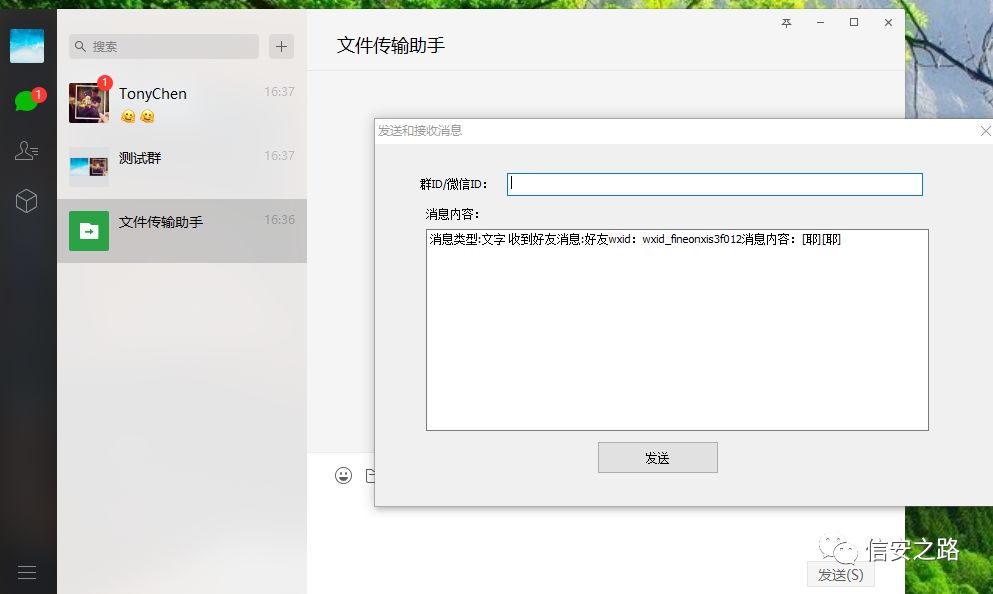 搜索
文件传输助手
1
TonyChen
16:37
1
测试群
16:37
文件传输助手
16:36
发送和接收消息
群ID/微信ID：
消息内容：
消息类型:文字 收到好友消息:好友wxid：wxid_fineonxis3f012消息内容：[耶][耶]
发送
信安之路
发送(S)